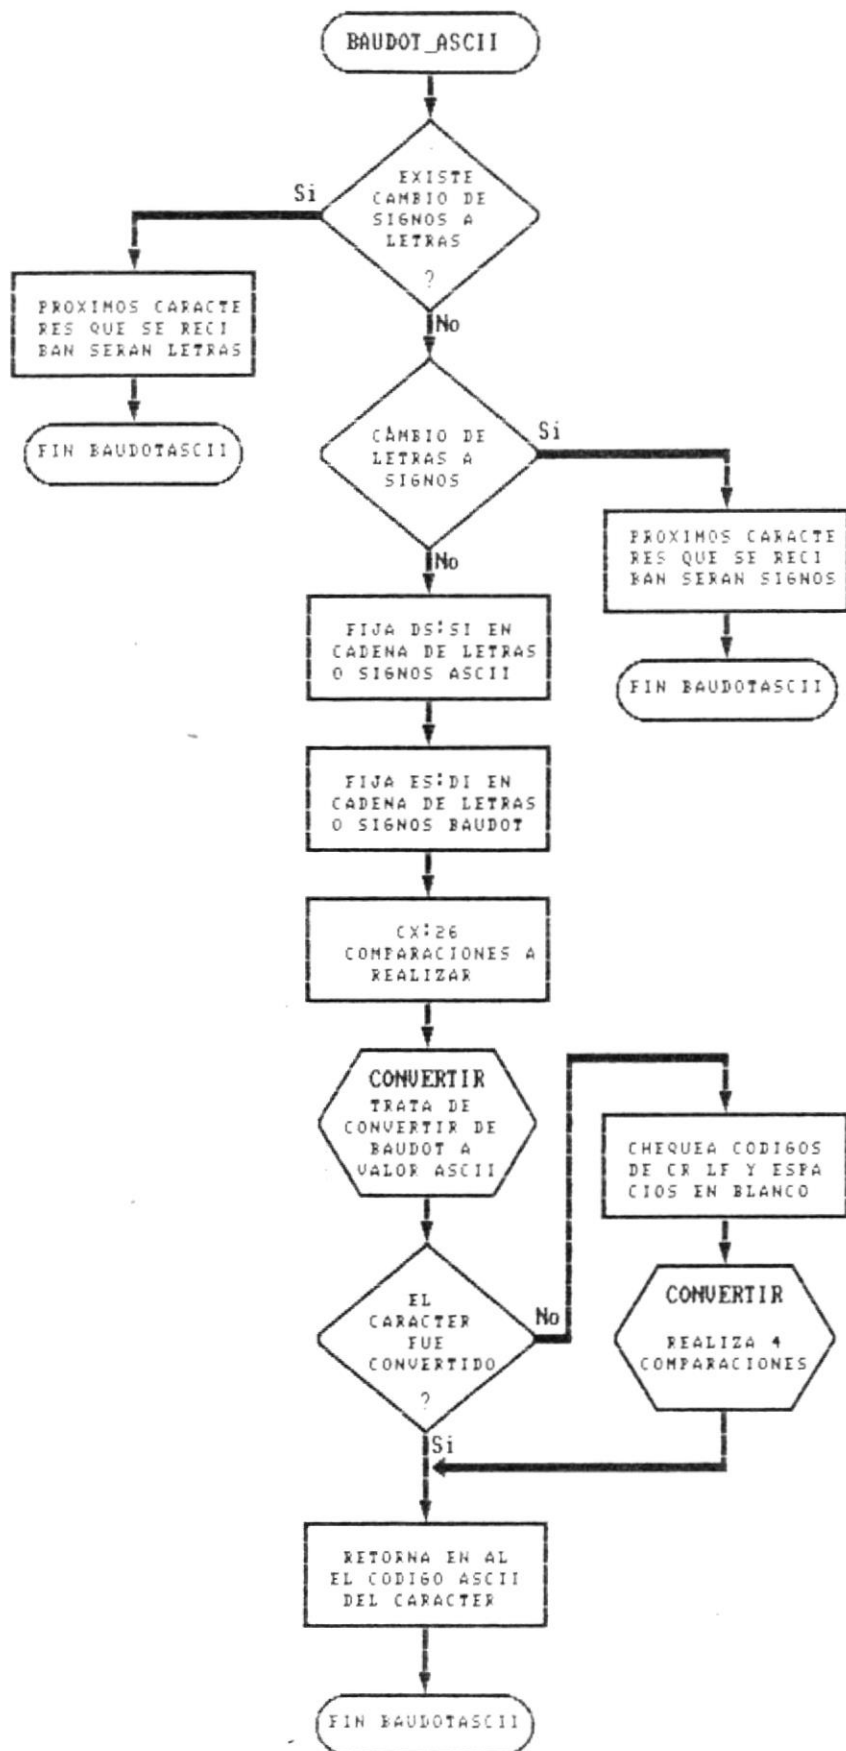 BAUDOT_ASCII
EXISTE
CAMBIO DE
SIGNOS A
LETRAS
?
Si
No
PROXIMOS CARACTE
RES QUE SE RECI
BAN SERAN LETRAS
FIN BAUDOTASCII
CAMBIO DE
LETRAS A
SIGNOS
Si
No
PROXIMOS CARACTE
RES QUE SE RECI
BAN SERAN SIGNOS
FIN BAUDOTASCII
FIJA DS:SI EN
CADENA DE LETRAS
O SIGNOS ASCII
FIJA ES:DI EN
CADENA DE LETRAS
O SIGNOS BAUDOT
CX:26
COMPARACIONES A
REALIZAR
CONVERTIR
TRATA DE
CONVERTIR DE
BAUDOT A
VALOR ASCII
EL
CARACTER
FUE
CONVERTIDO
?
No
Si
CHEQUEA CODIGOS
DE CR LF Y ESPA
CIOS EN BLANCO
CONVERTIR
REALIZA 4
COMPARACIONES
RETORNA EN AL
EL CODIGO ASCII
DEL CARACTER
FIN BAUDOTASCII